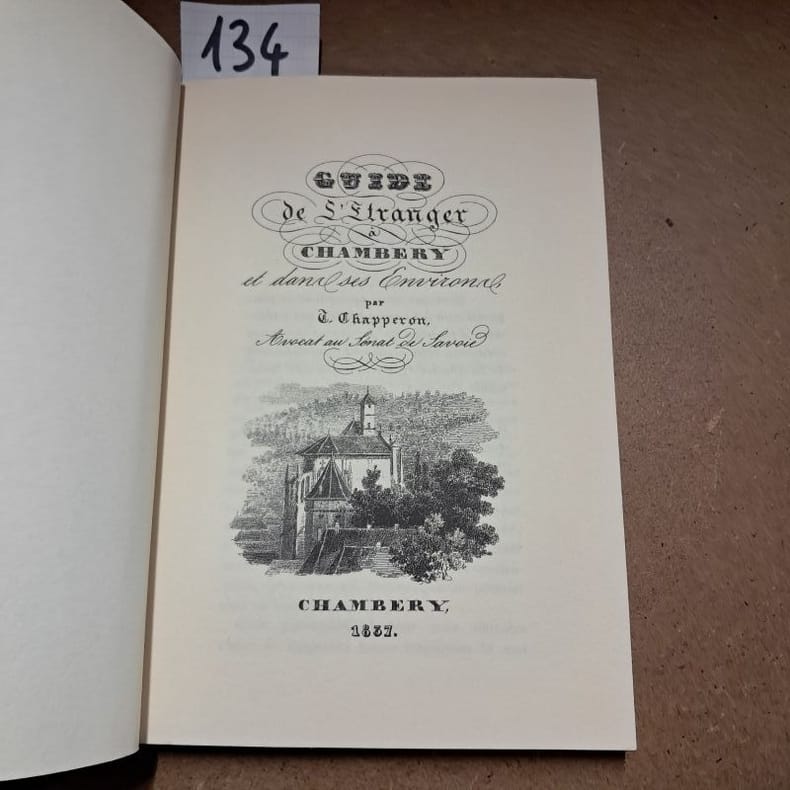 134
GUIDE
de L'Etranger
à
CHAMBERY
et dans ses Environs,
par
T. Chapperon,
Avocat au Sénat de Savoie
CHAMBERY,
1837.